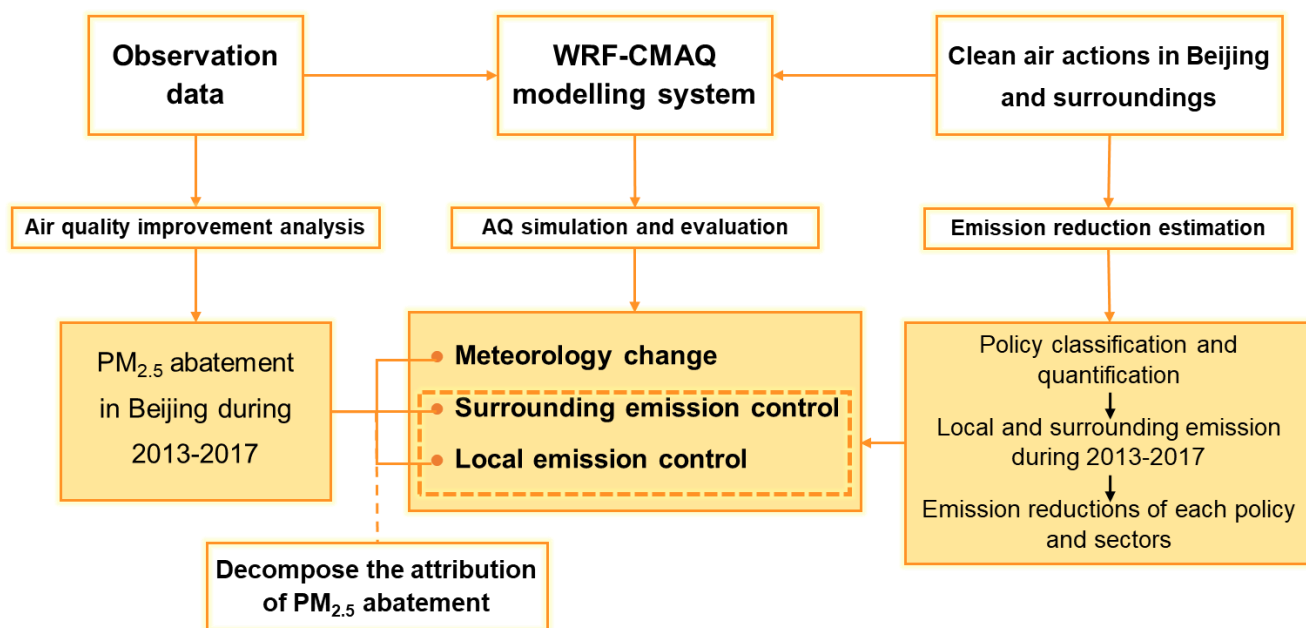 Observation
data
WRF-CMAQ
modelling system
Clean air actions in Beijing
and surroundings
Air quality improvement analysis
AQ simulation and evaluation
Emission reduction estimation
PM2.5 abatement
in Beijing during
2013-2017
Meteorology change
Surrounding emission control
Local emission control
Policy classification and
quantification
Local and surrounding emission
during 2013-2017
Emission reductions of each policy
and sectors
Decompose the attribution
of PM2.5 abatement